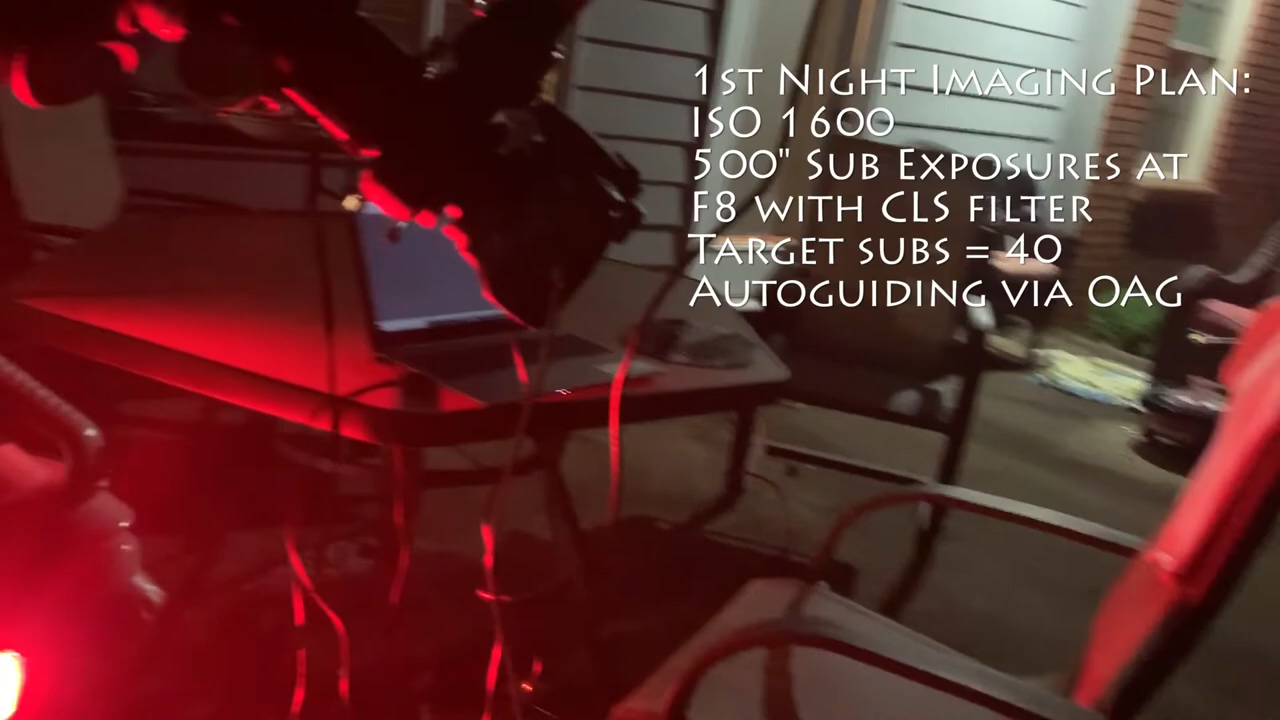 1st Night Imaging Plan:
ISO 1600
500" Sub Exposures at
F8 with CLS filter
Target subs = 40
Autoguiding via OAG